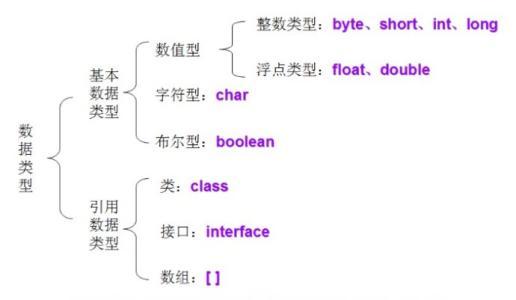 数据类型
基本数据类型
数值型
整数类型：byte、short、int、long
浮点类型：float、double
字符型：char
布尔型：boolean
引用数据类型
类：class
接口：interface
数组：[ ]